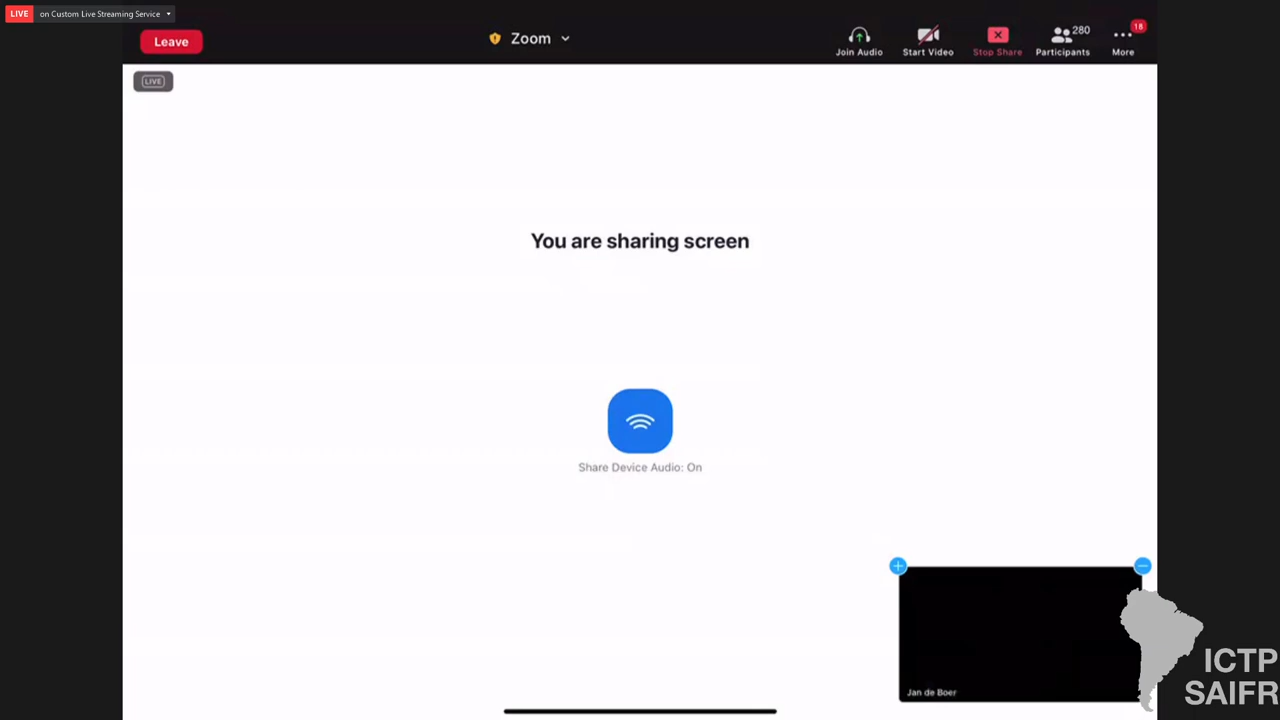 LIVE on Custom Live Streaming Service
Leave
Zoom
Join Audio
Start Video
Stop Share
280
Participants
18
More
LIVE
You are sharing screen
Share Device Audio: On
Jan de Boer
ICTP
SAIFR